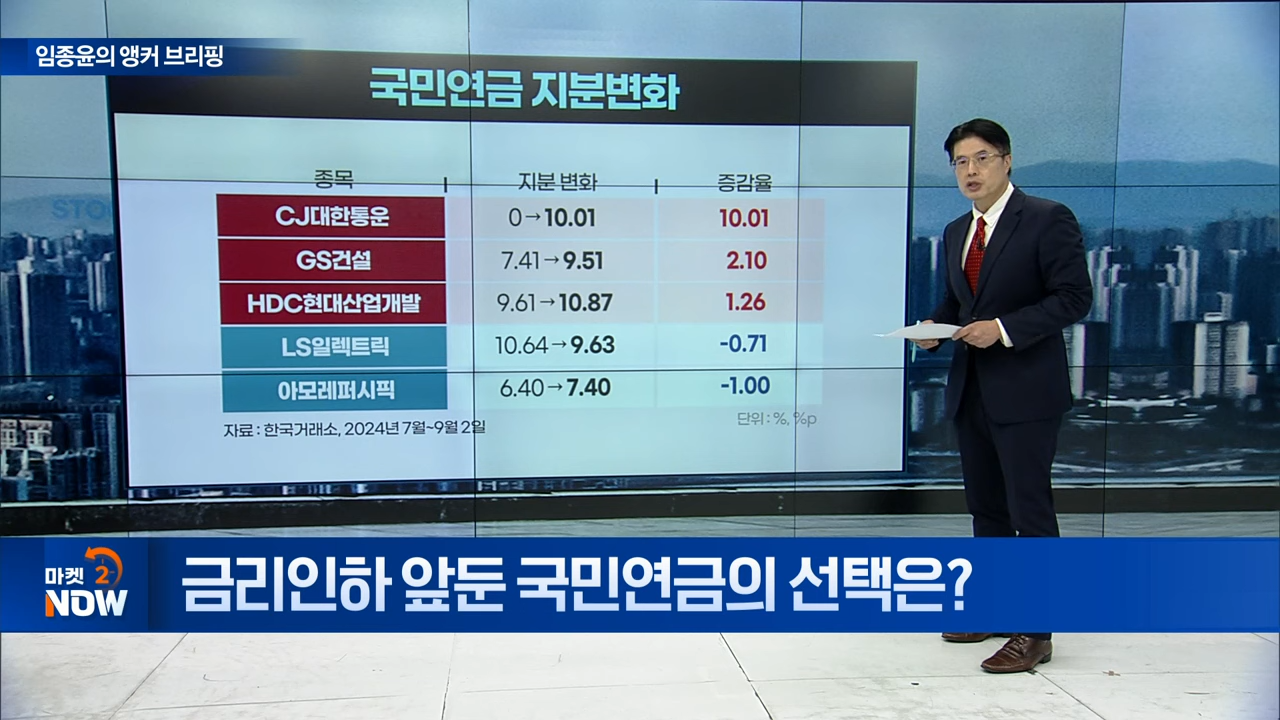 임종윤의 앵커 브리핑
국민연금 지분변화
종목 지분 변화 증감율
CJ대한통운 0→10.01 10.01
GS건설 7.41→9.51 2.10
HDC현대산업개발 9.61→10.87 1.26
LS일렉트릭 10.64→9.63 -0.71
아모레퍼시픽 6.40→7.40 -1.00
자료 : 한국거래소, 2024년 7월~9월 2일
단위 : %, %p
STO
마켓 2
NOW
금리인하 앞둔 국민연금의 선택은?